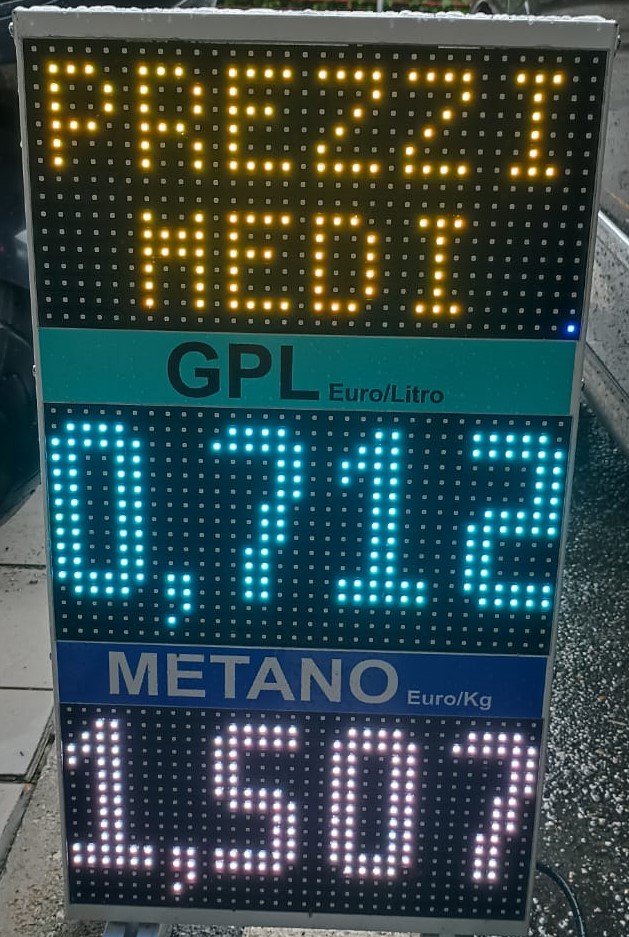 PREZZI
MEDI
GPL Euro/Litro
0,712
METANO Euro/Kg
1,507